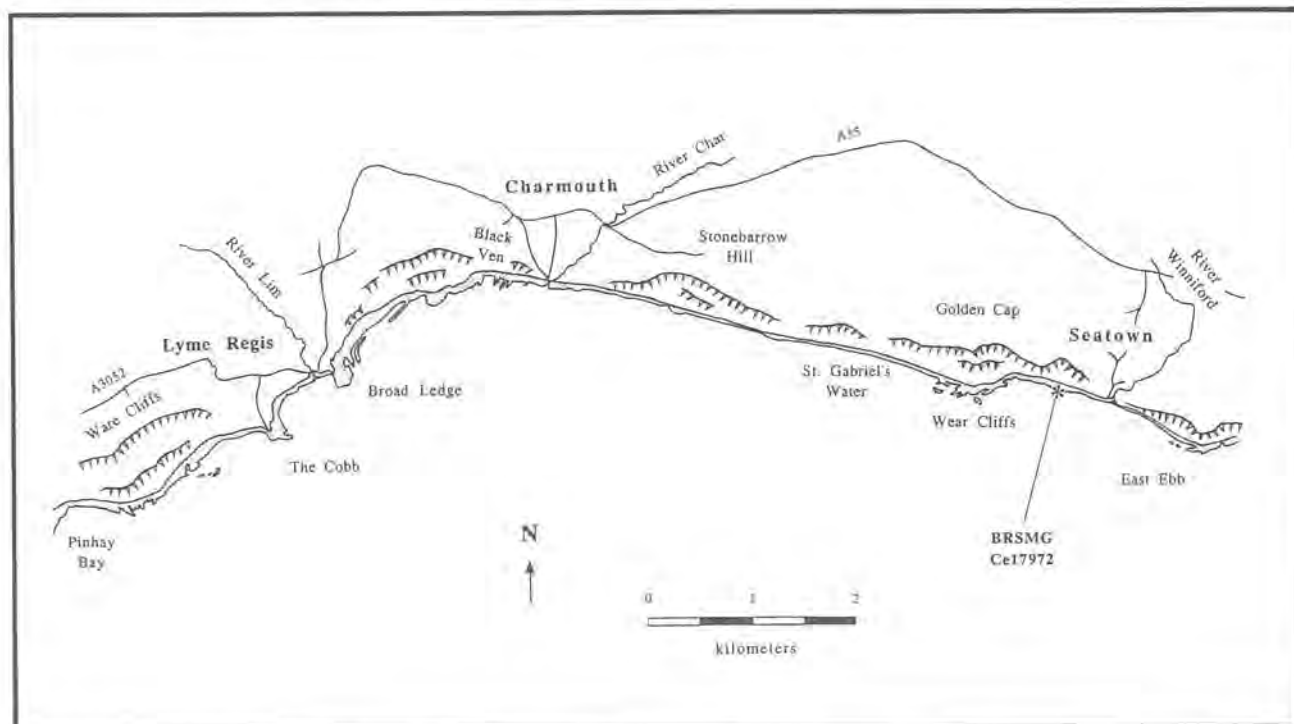 A35
River Char
Charmouth
Black
Ven
Stonebarrow
Hill
River Lim
River
Winniford
Golden Cap
Seatown
Lyme Regis
A3052
Ware Cliffs
Broad Ledge
St. Gabriel's
Water
Wear Cliffs
The Cobb
East Ebb
Pinhay
Bay
N
BRSMG
Ce17972
0 1 2
kilometers